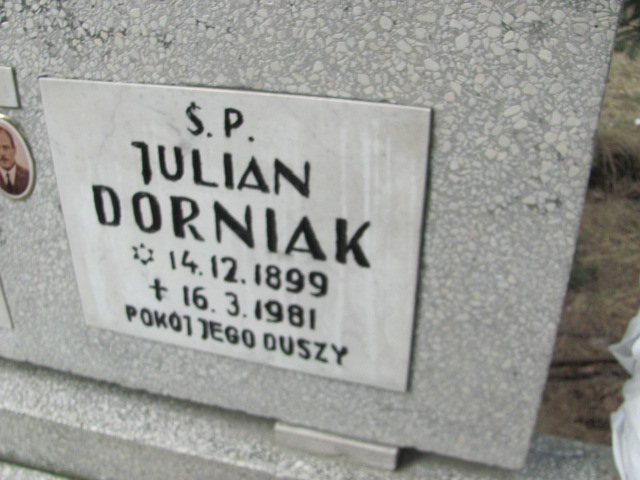 Ś.P.
JULIAN
DORNIAK
✡ 14.12.1899
✝ 16.3.1981
POKÓJ JEGO DUSZY